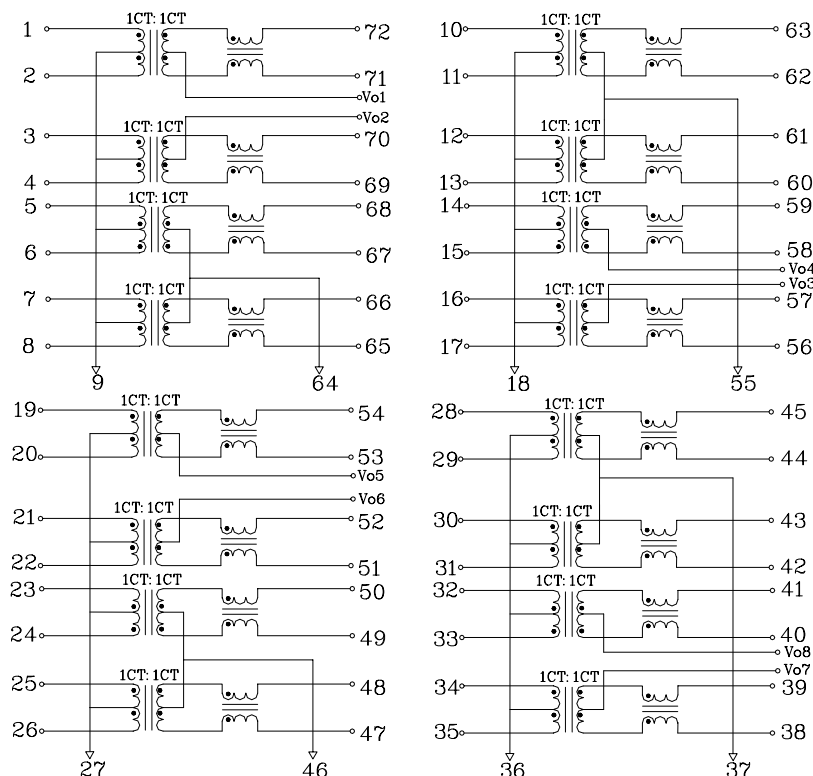 1CT: 1CT
1 72
2 71
Vo1
Vo2
1CT: 1CT
3 70
4 69
1CT: 1CT
5 68
6 67
1CT: 1CT
7 66
8 65
9 64
1CT: 1CT
10 63
11 62
1CT: 1CT
12 61
13 60
1CT: 1CT
14 59
15 58
Vo4
Vo3
1CT: 1CT
16 57
17 56
18 55
1CT: 1CT
19 54
20 53
Vo5
Vo6
1CT: 1CT
21 52
22 51
1CT: 1CT
23 50
24 49
1CT: 1CT
25 48
26 47
27 46
1CT: 1CT
28 45
29 44
1CT: 1CT
30 43
31 42
1CT: 1CT
32 41
33 40
Vo8
Vo7
1CT: 1CT
34 39
35 38
36 37